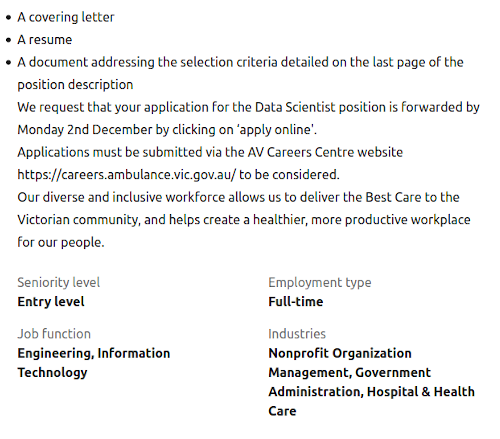 • A covering letter
• A resume
• A document addressing the selection criteria detailed on the last page of the
position description
We request that your application for the Data Scientist position is forwarded by
Monday 2nd December by clicking on 'apply online'.
Applications must be submitted via the AV Careers Centre website
https://careers.ambulance.vic.gov.au/ to be considered.
Our diverse and inclusive workforce allows us to deliver the Best Care to the
Victorian community, and helps create a healthier, more productive workplace
for our people.
Seniority level
Entry level
Employment type
Full-time
Job function
Engineering, Information
Technology
Industries
Nonprofit Organization
Management, Government
Administration, Hospital & Health
Care